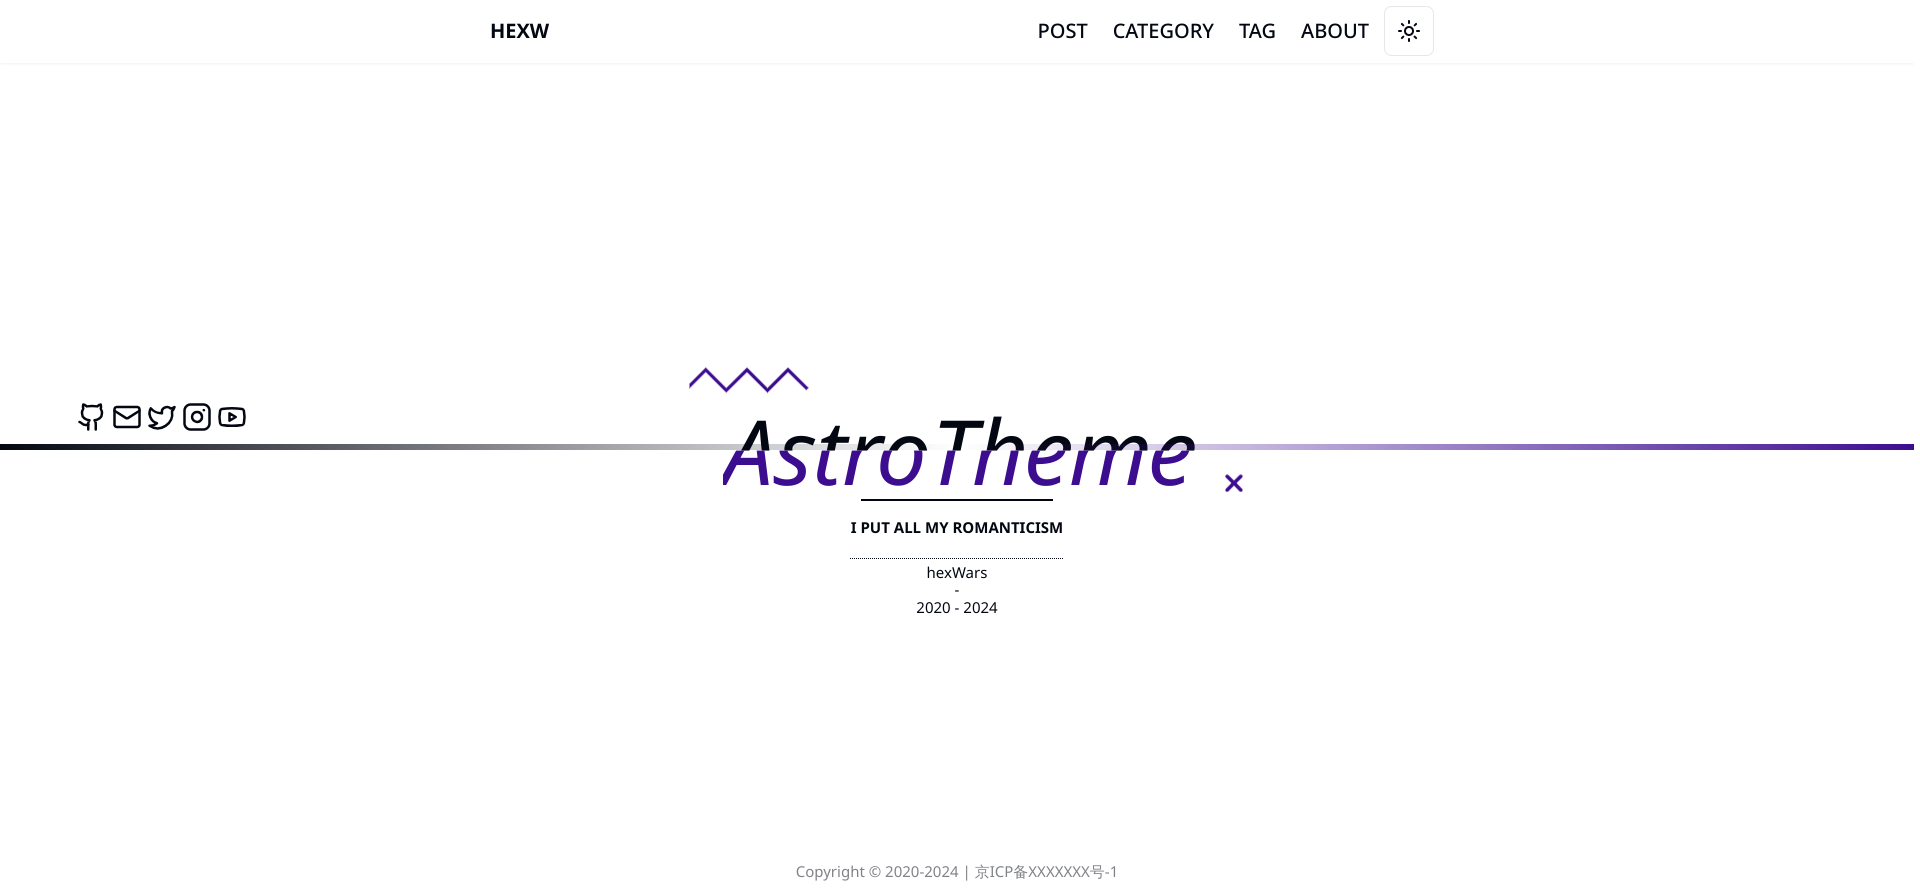 HEXW
POST CATEGORY TAG ABOUT
AstroTheme
I PUT ALL MY ROMANTICISM
hexWars
-
2020 - 2024
Copyright © 2020-2024 | 京ICP备XXXXXXX号-1